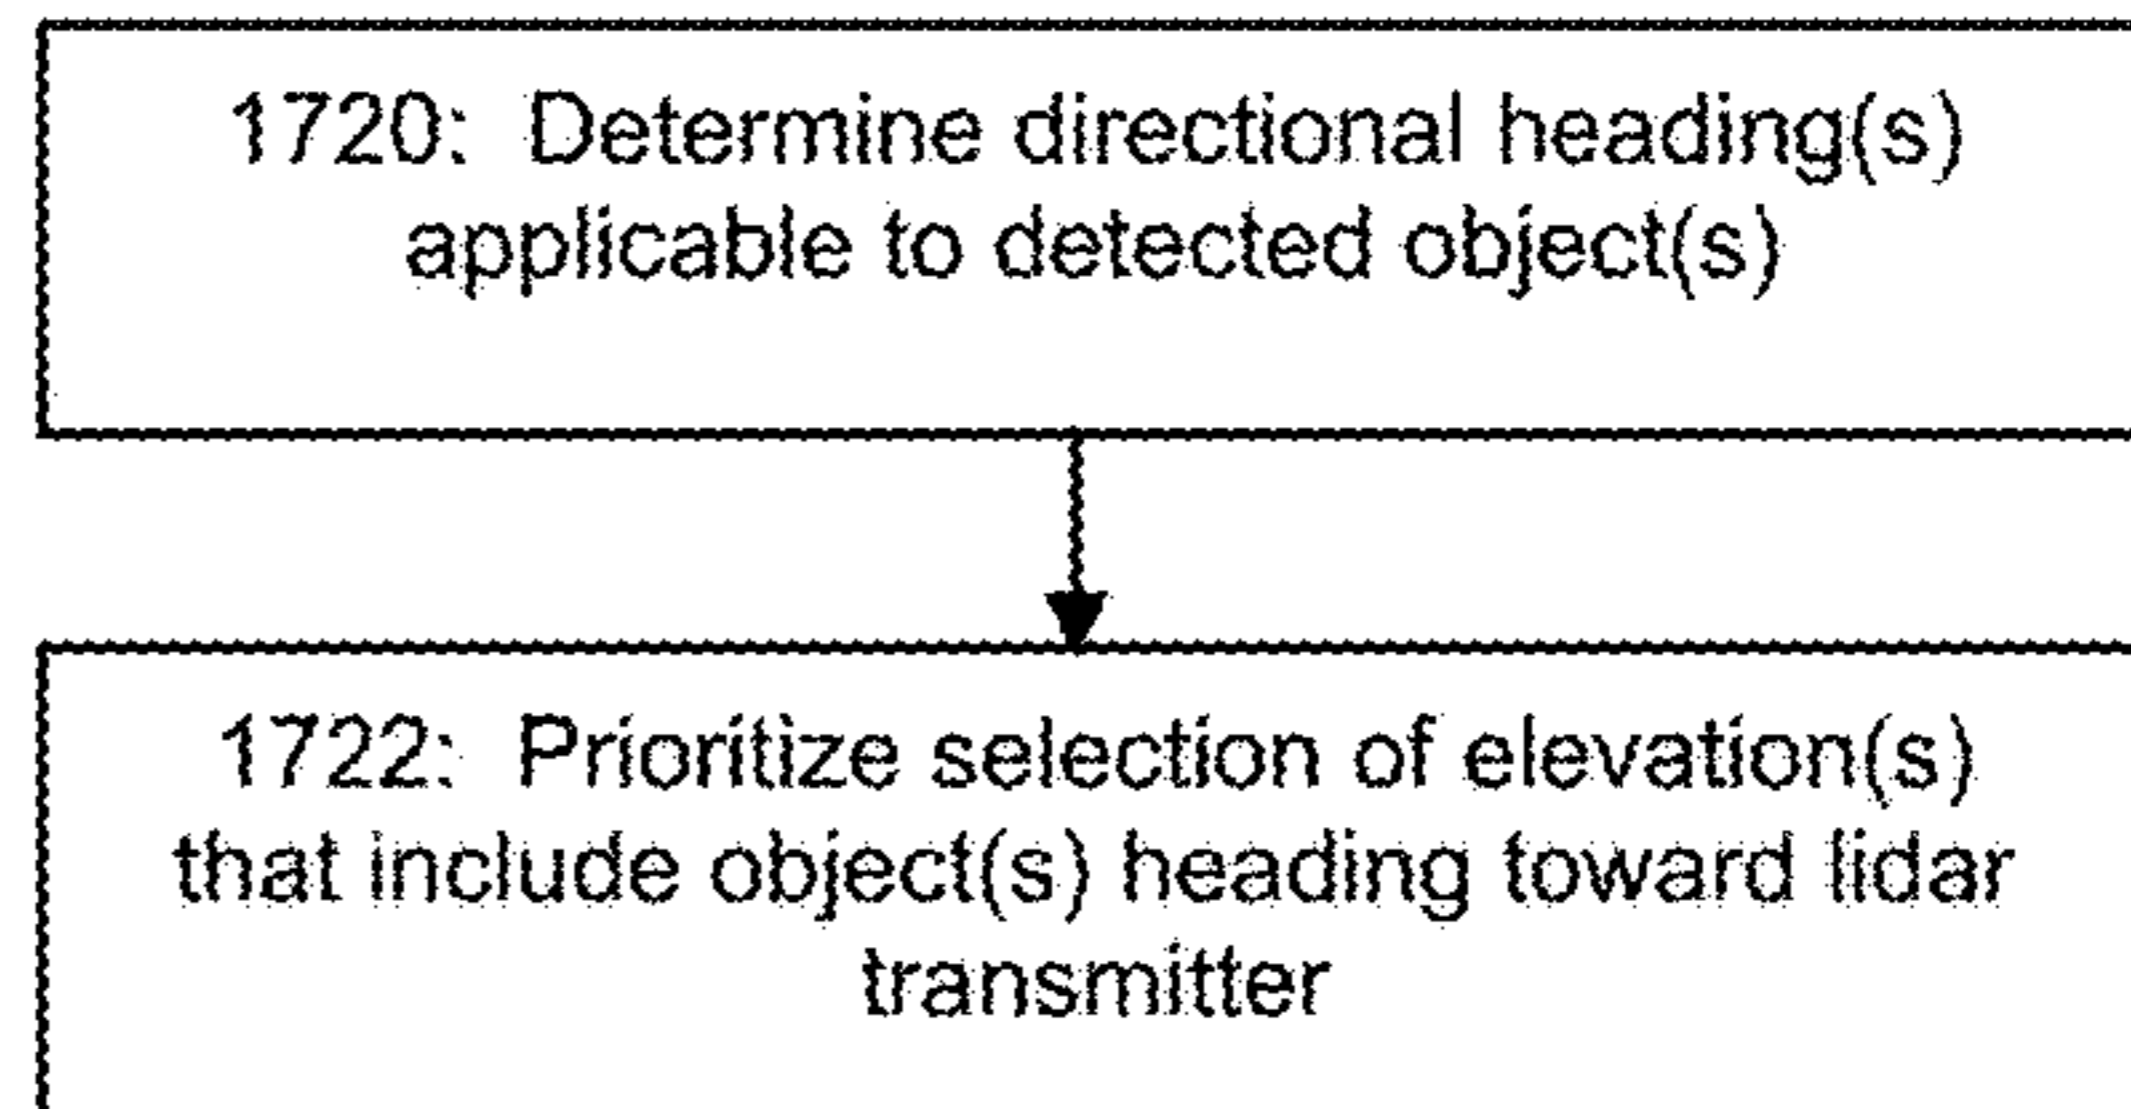 1720: Determine directional heading(s)
applicable to detected object(s)
1722: Prioritize selection of elevation(s)
that include object(s) heading toward lidar
transmitter